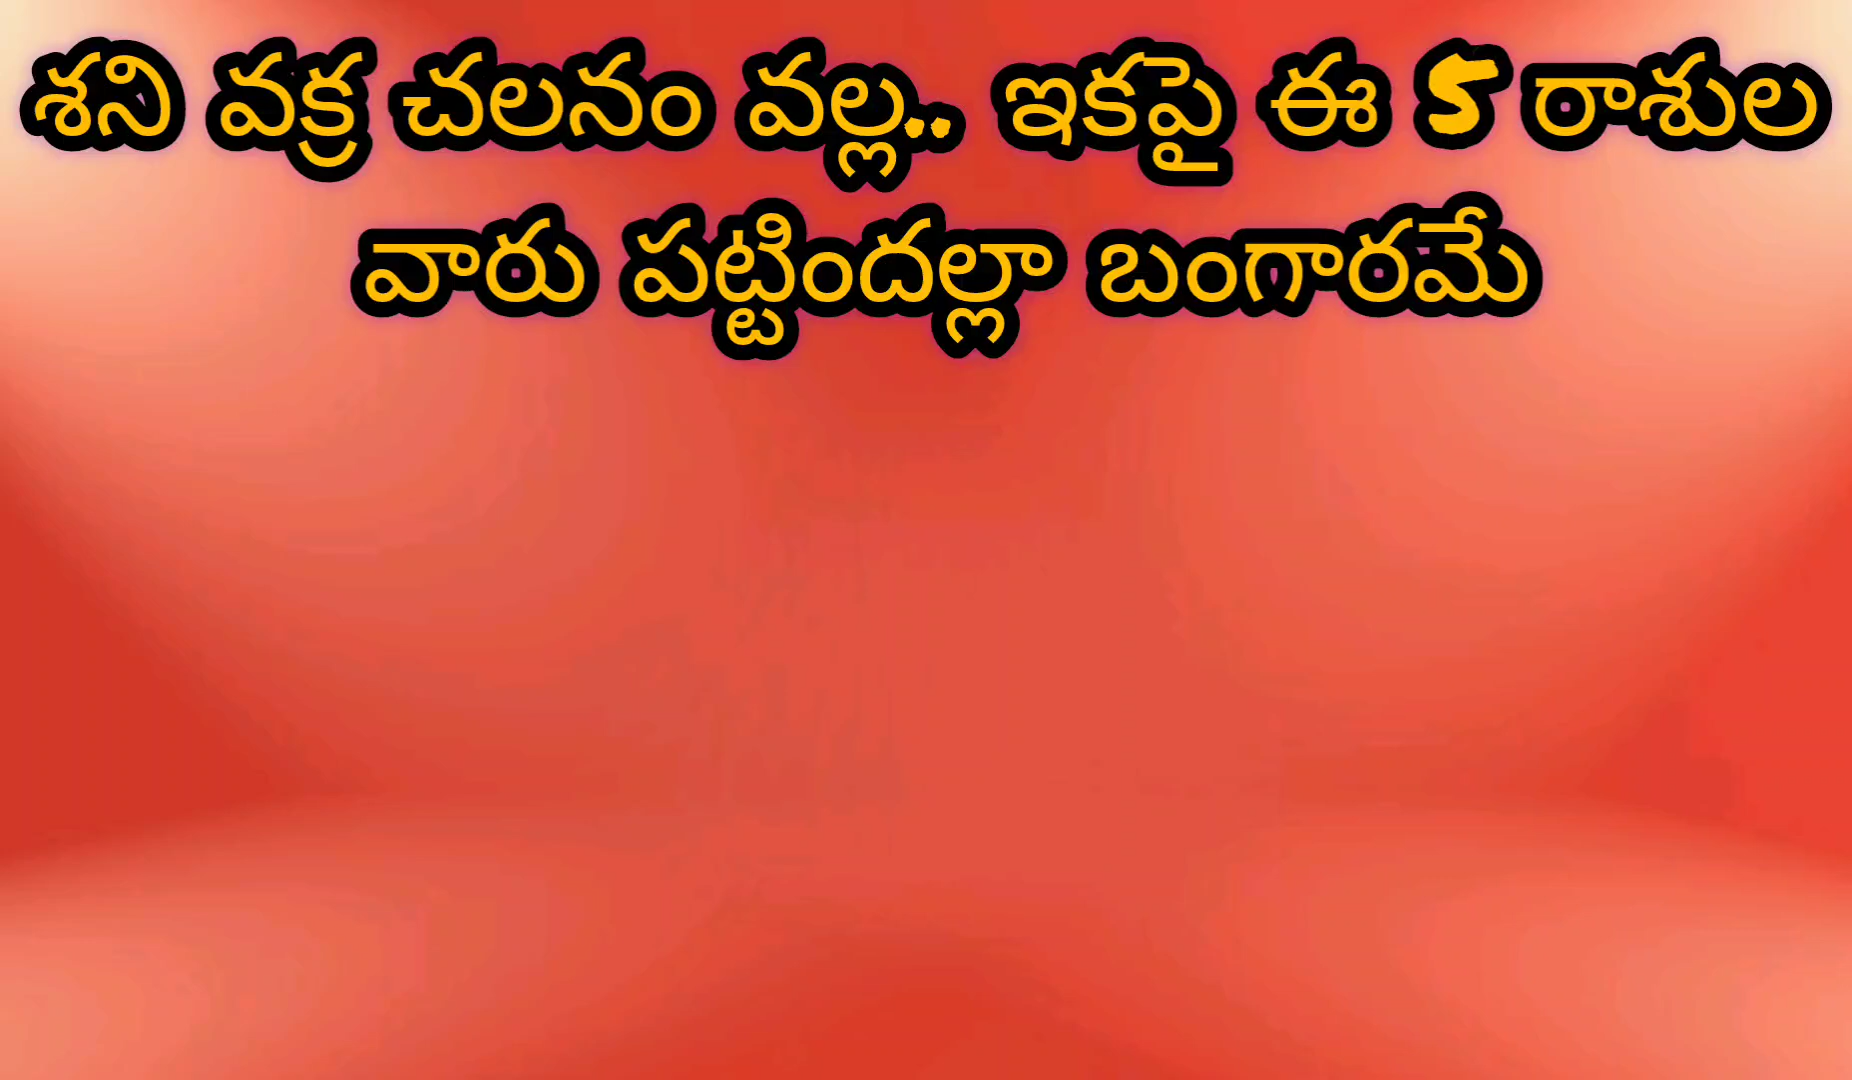 శని వక్ర చలనం వల్ల.. ఇకపై ఈ 5 రాశుల
వారు పట్టిందల్లా బంగారమే